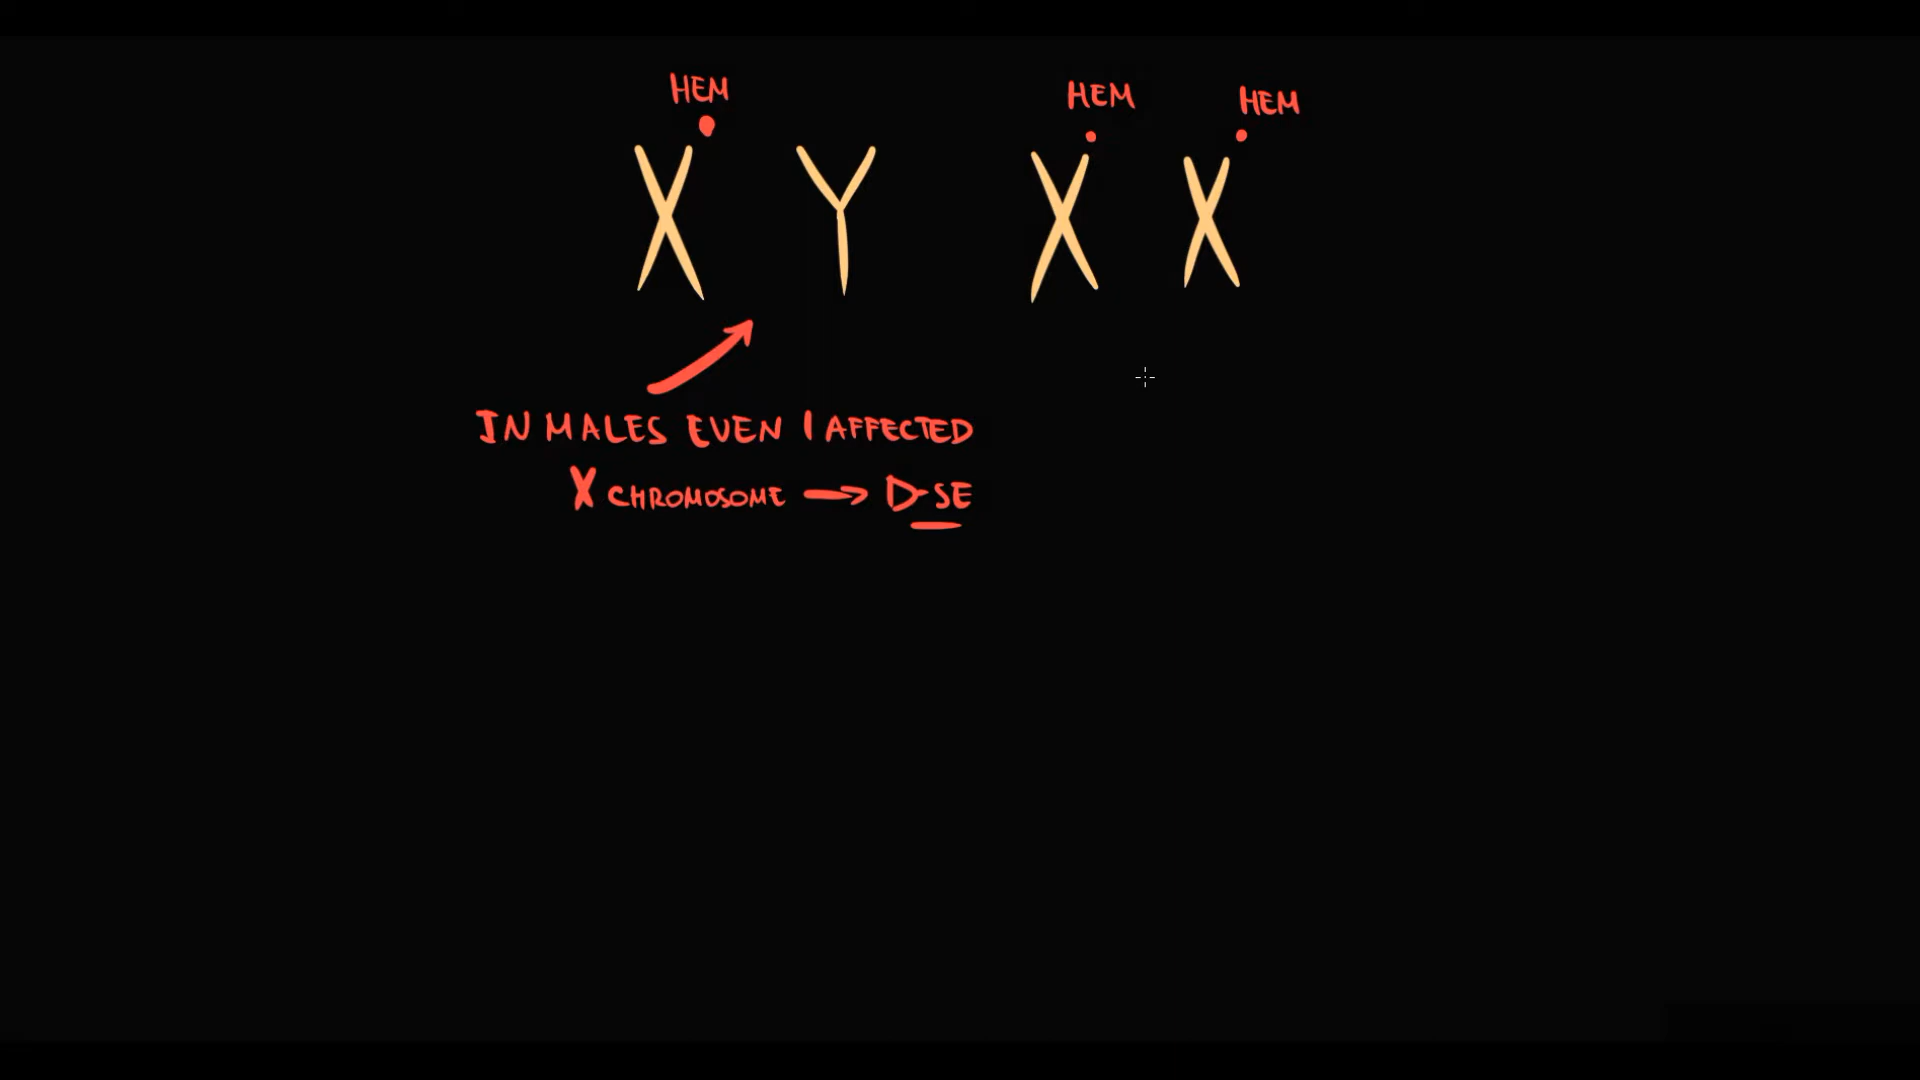 HEM HEM HEM
X Y X X
IN MALES EVEN 1 AFFECTED
X CHROMOSOME → D-SE